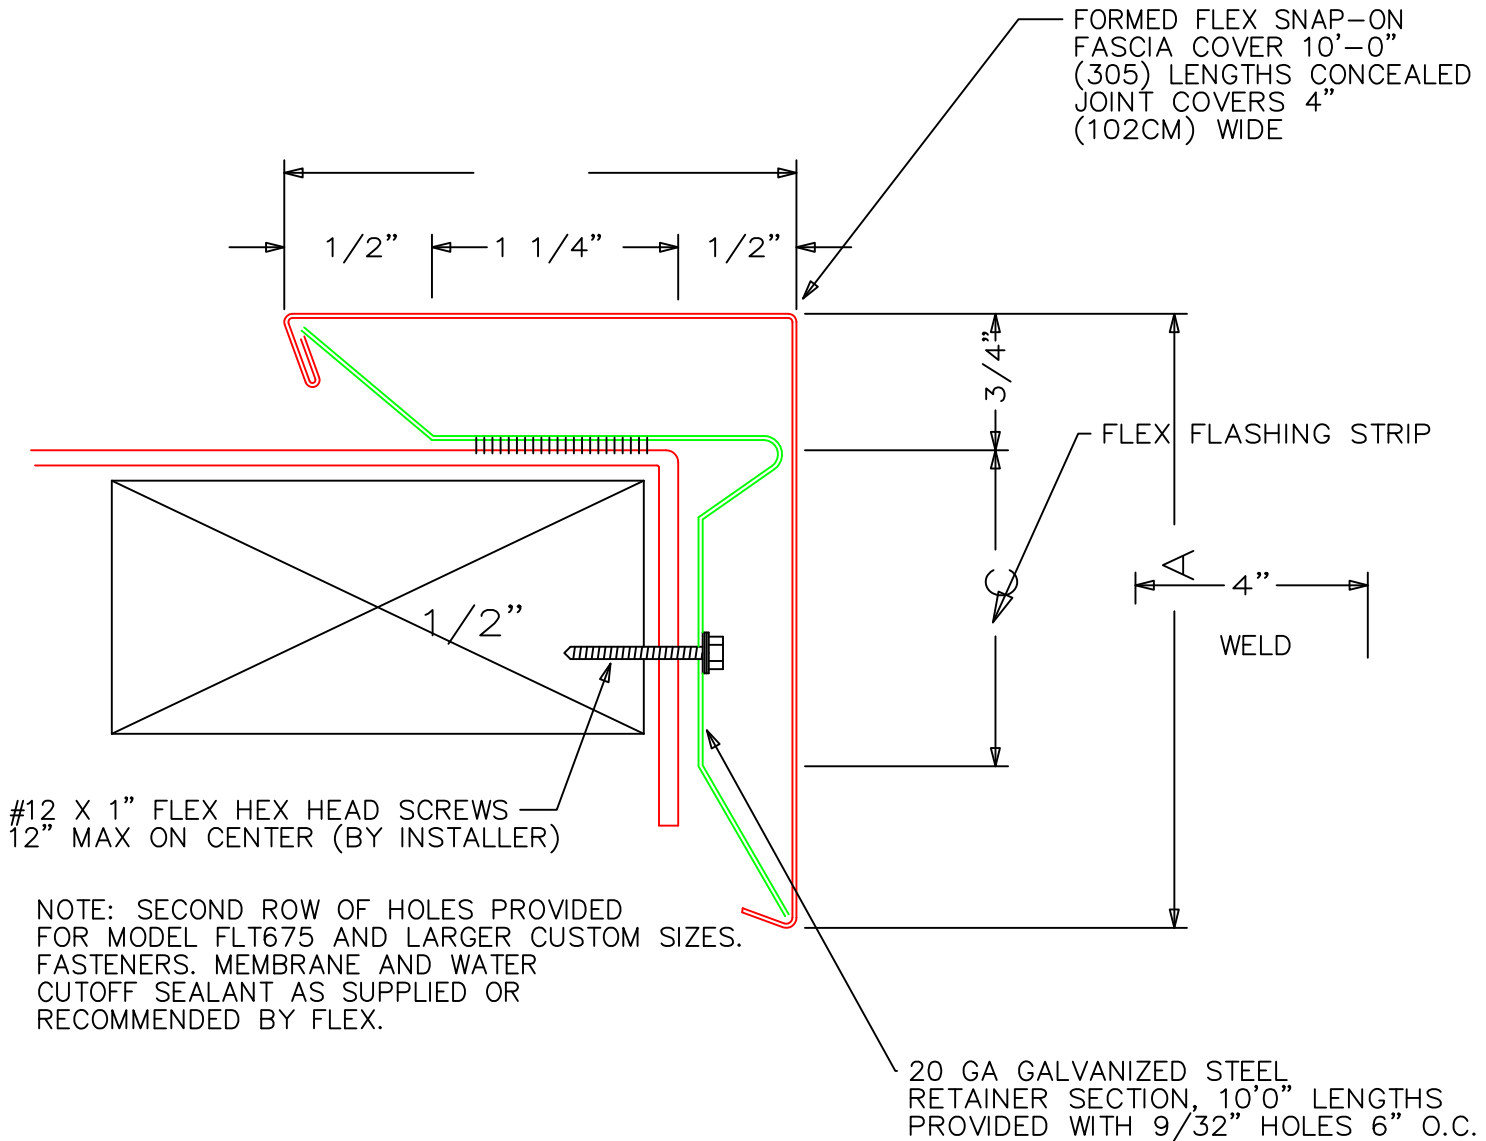 FORMED FLEX SNAP-ON
FASCIA COVER 10'-0"
(305) LENGTHS CONCEALED
JOINT COVERS 4"
(102CM) WIDE
1/2"
1 1/4"
1/2"
3/4"
FLEX FLASHING STRIP
A
C
4"
WELD
1/2"
#12 X 1" FLEX HEX HEAD SCREWS
12" MAX ON CENTER (BY INSTALLER)
NOTE: SECOND ROW OF HOLES PROVIDED
FOR MODEL FLT675 AND LARGER CUSTOM SIZES.
FASTENERS. MEMBRANE AND WATER
CUTOFF SEALANT AS SUPPLIED OR
RECOMMENDED BY FLEX.
20 GA GALVANIZED STEEL
RETAINER SECTION, 10'0" LENGTHS
PROVIDED WITH 9/32" HOLES 6" O.C.